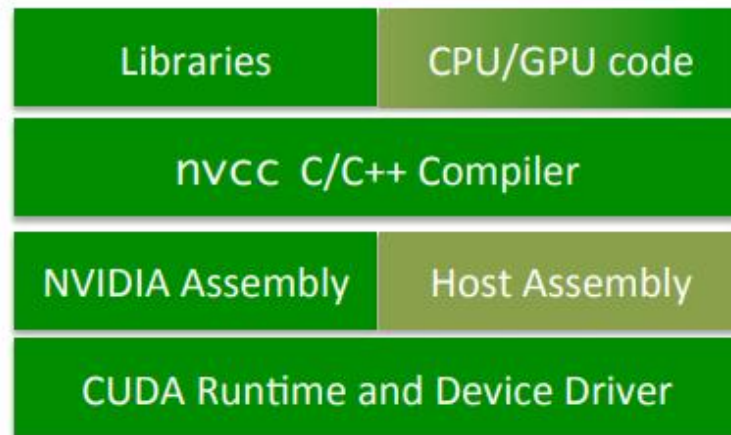 Libraries
CPU/GPU code
nvcc C/C++ Compiler
NVIDIA Assembly
Host Assembly
CUDA Runtime and Device Driver